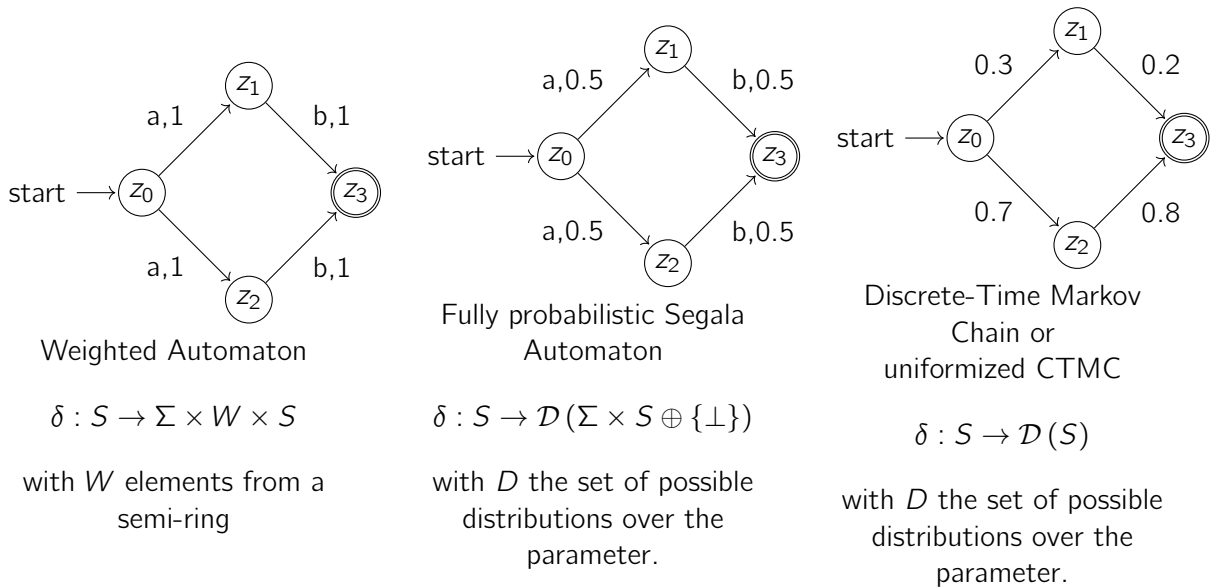 start
z0
z1
z2
z3
a,1
b,1
a,1
b,1
Weighted Automaton
δ : S → Σ × W × S
with W elements from a
semi-ring
start
z0
z1
z2
z3
a,0.5
b,0.5
a,0.5
b,0.5
Fully probabilistic Segala
Automaton
δ : S → 𝒟 (Σ × S ⊕ {⊥})
with D the set of possible
distributions over the
parameter.
start
z0
z1
z2
z3
0.3
0.2
0.7
0.8
Discrete-Time Markov
Chain or
uniformized CTMC
δ : S → 𝒟 (S)
with D the set of possible
distributions over the
parameter.